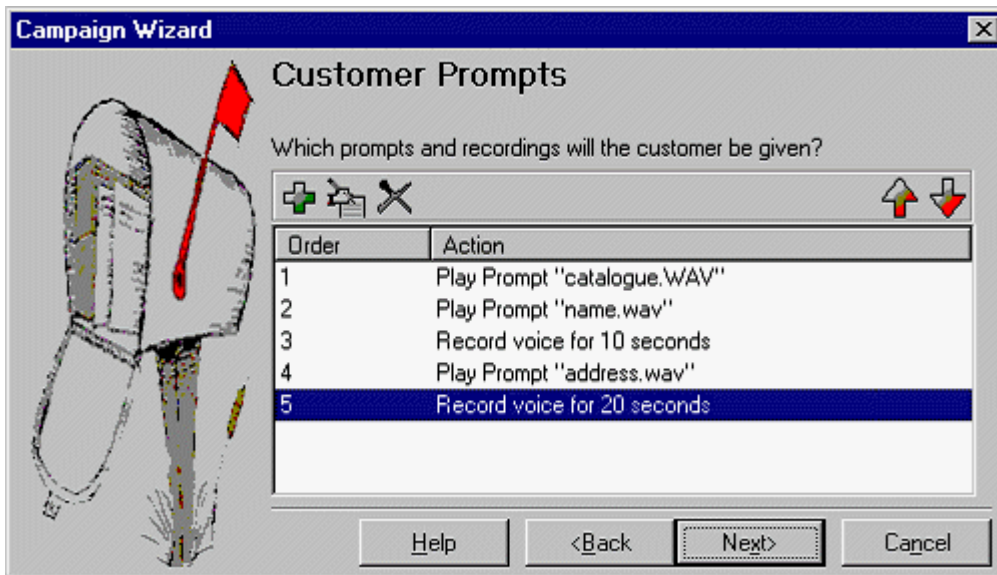 Campaign Wizard
Customer Prompts
Which prompts and recordings will the customer be given?
Order Action
1 Play Prompt "catalogue.WAV"
2 Play Prompt "name.wav"
3 Record voice for 10 seconds
4 Play Prompt "address.wav"
5 Record voice for 20 seconds
Help <Back Next> Cancel